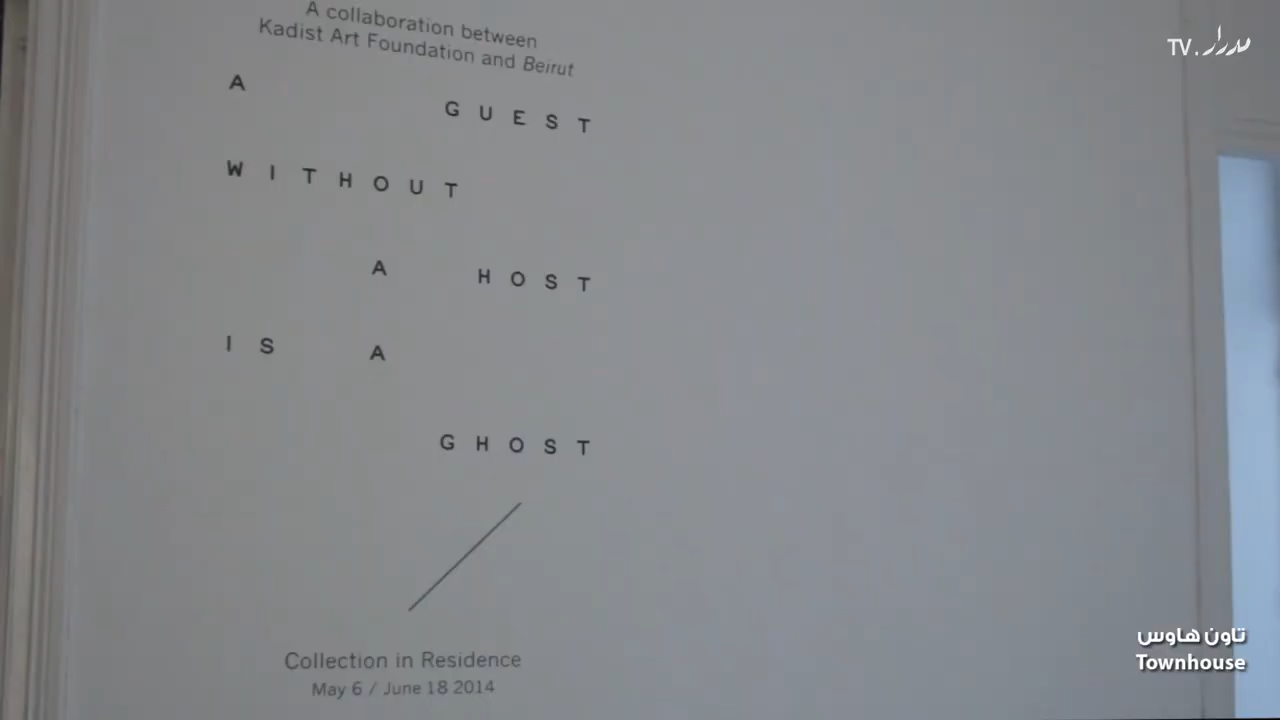 A collaboration between
Kadist Art Foundation and Beirut
A GUEST
WITHOUT
A HOST
IS A
GHOST
Collection in Residence
May 6 / June 18 2014
مدرار.TV
تاون هاوس
Townhouse